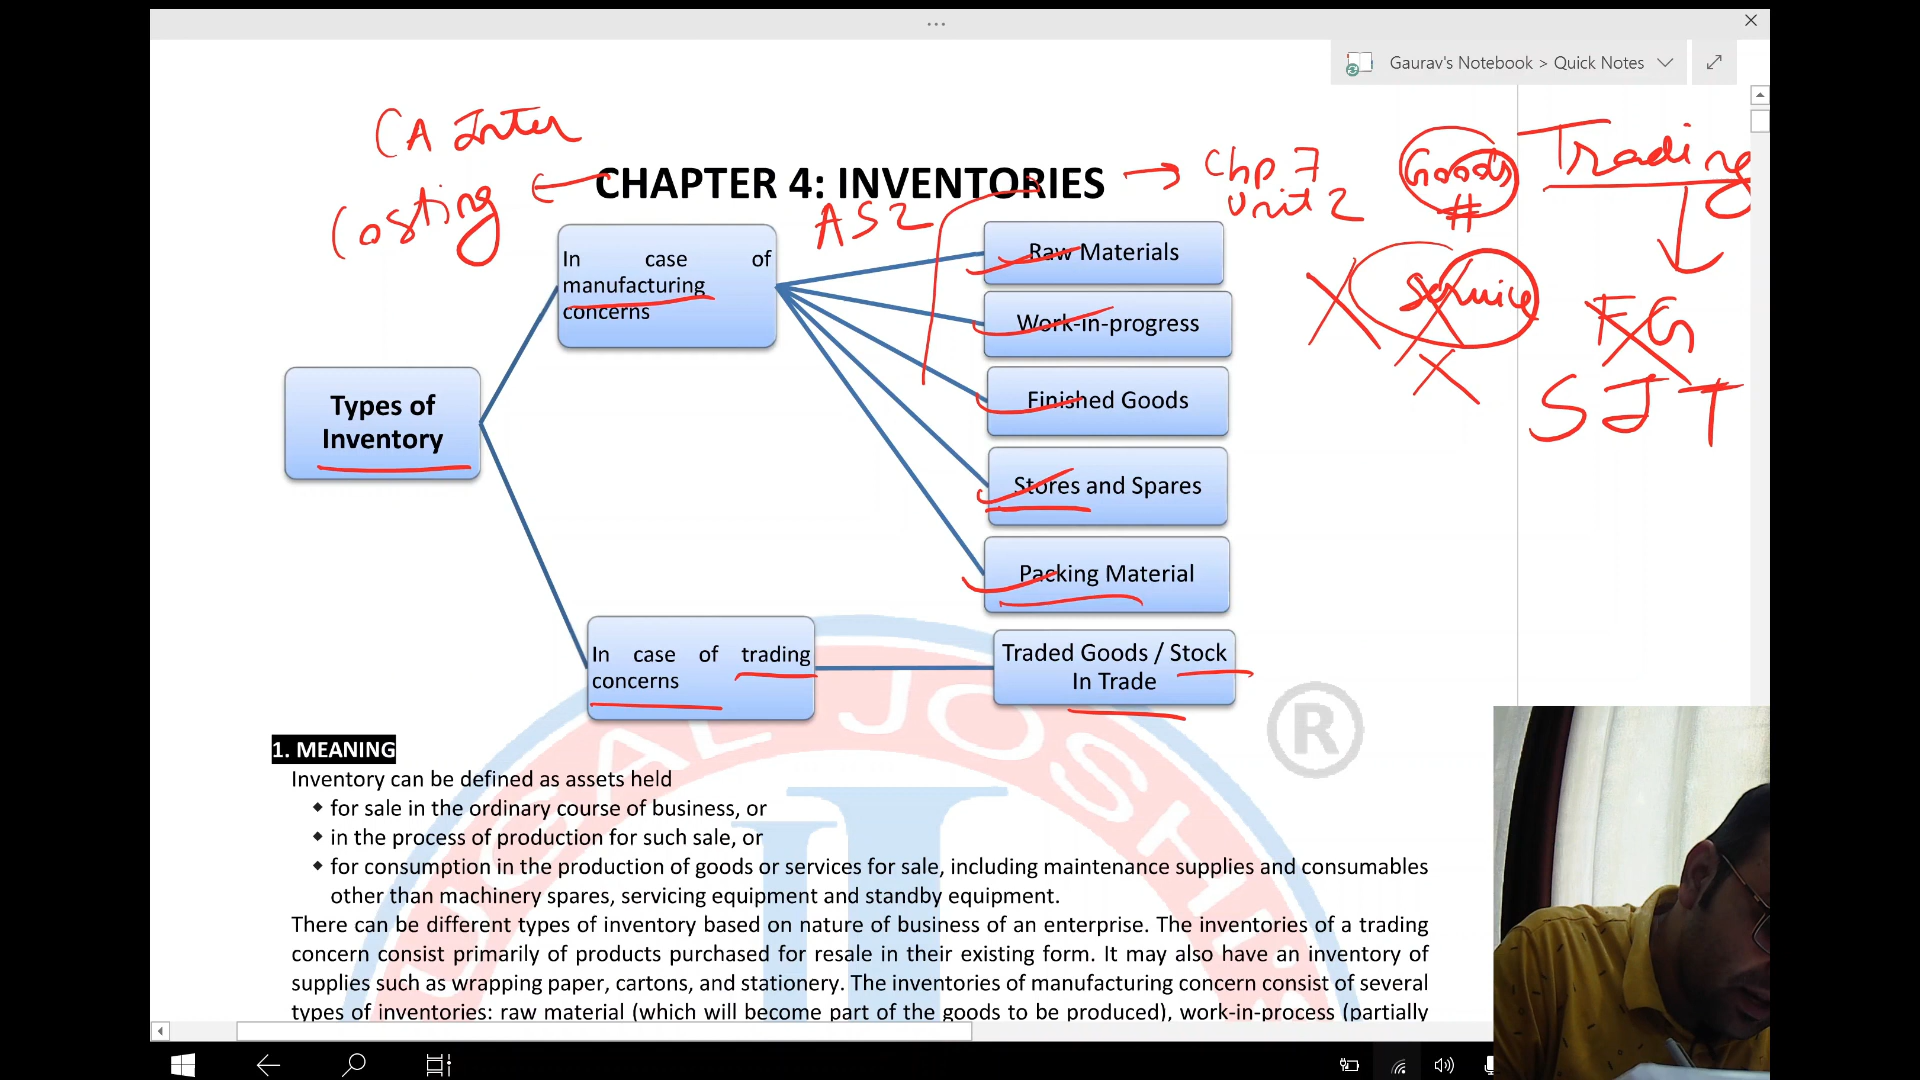 ...
Gaurav's Notebook > Quick Notes
CA Inter
Costing
CHAPTER 4: INVENTORIES
AS 2
Chp 7
Unit 2
Goods
#
Trading
Service
FG
SIT
Types of
Inventory
In case of
manufacturing
concerns
Raw Materials
Work-in-progress
Finished Goods
Stores and Spares
Packing Material
In case of trading
concerns
Traded Goods / Stock
In Trade
1. MEANING
Inventory can be defined as assets held
for sale in the ordinary course of business, or
in the process of production for such sale, or
for consumption in the production of goods or services for sale, including maintenance supplies and consumables
other than machinery spares, servicing equipment and standby equipment.
There can be different types of inventory based on nature of business of an enterprise. The inventories of a trading
concern consist primarily of products purchased for resale in their existing form. It may also have an inventory of
supplies such as wrapping paper, cartons, and stationery. The inventories of manufacturing concern consist of several
types of inventories: raw material (which will become part of the goods to be produced), work-in-process (partially
JOSHI
®